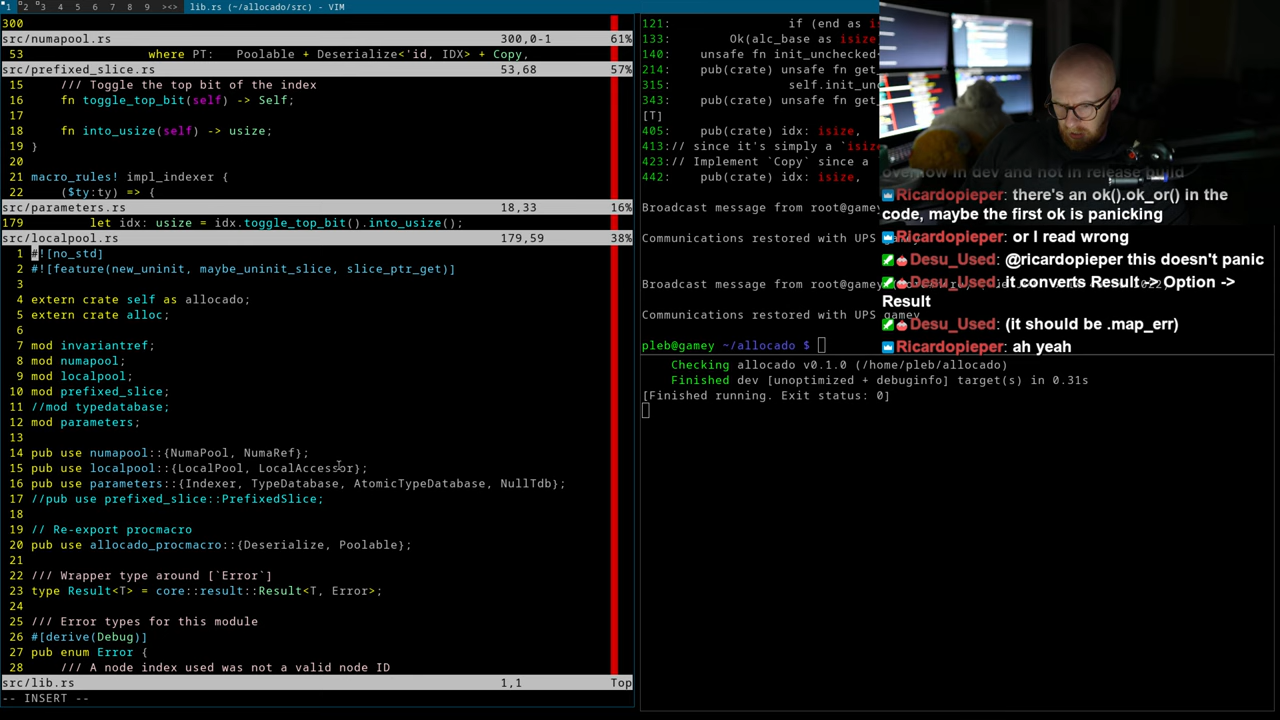 1 2 3 4 5 6 7 8 9 ><> lib.rs (~/allocado/src) - VIM
300
src/numapool.rs 300,0-1 61%
53 where PT: Poolable + Deserialize<'id, IDX> + Copy,
src/prefixed_slice.rs 53,68 57%
15 /// Toggle the top bit of the index
16 fn toggle_top_bit(self) -> Self;
17
18 fn into_usize(self) -> usize;
19 }
20
21 macro_rules! impl_indexer {
22 ($ty:ty) => {
src/parameters.rs 18,33 16%
179 let idx: usize = idx.toggle_top_bit().into_usize();
src/localpool.rs 179,59 38%
1 #![no_std]
2 #![feature(new_uninit, maybe_uninit_slice, slice_ptr_get)]
3
4 extern crate self as allocado;
5 extern crate alloc;
6
7 mod invariantref;
8 mod numapool;
9 mod localpool;
10 mod prefixed_slice;
11 //mod typedatabase;
12 mod parameters;
13
14 pub use numapool::{NumaPool, NumaRef};
15 pub use localpool::{LocalPool, LocalAccessor};
16 pub use parameters::{Indexer, TypeDatabase, AtomicTypeDatabase, NullTdb};
17 //pub use prefixed_slice::PrefixedSlice;
18
19 // Re-export procmacro
20 pub use allocado_procmacro::{Deserialize, Poolable};
21
22 /// Wrapper type around [`Error`]
23 type Result<T> = core::result::Result<T, Error>;
24
25 /// Error types for this module
26 #[derive(Debug)]
27 pub enum Error {
28 /// A node index used was not a valid node ID
src/lib.rs 1,1 Top
-- INSERT --
121: if (end as is
133: Ok(alc_base as isize,
140: unsafe fn init_unchecked
214: pub(crate) unsafe fn get_
315: self.init_unc
343: pub(crate) unsafe fn get_
[T]
405: pub(crate) idx: isize,
413:// since it's simply a `isize
423:// Implement `Copy` since a
442: pub(crate) idx: isize,
Broadcast message from root@gamey
Communications restored with UPS gamey
Broadcast message from root@gamey
Communications restored with UPS gamey
pleb@gamey ~/allocado $
Checking allocado v0.1.0 (/home/pleb/allocado)
Finished dev [unoptimized + debuginfo] target(s) in 0.31s
[Finished running. Exit status: 0]
overflow in dev and not in release build
Ricardopieper: there's an ok().ok_or() in the
code, maybe the first ok is panicking
Ricardopieper: or I read wrong
Desu_Used: @ricardopieper this doesn't panic
Desu_Used: it converts Result -> Option ->
Result
Desu_Used: (it should be .map_err)
Ricardopieper: ah yeah